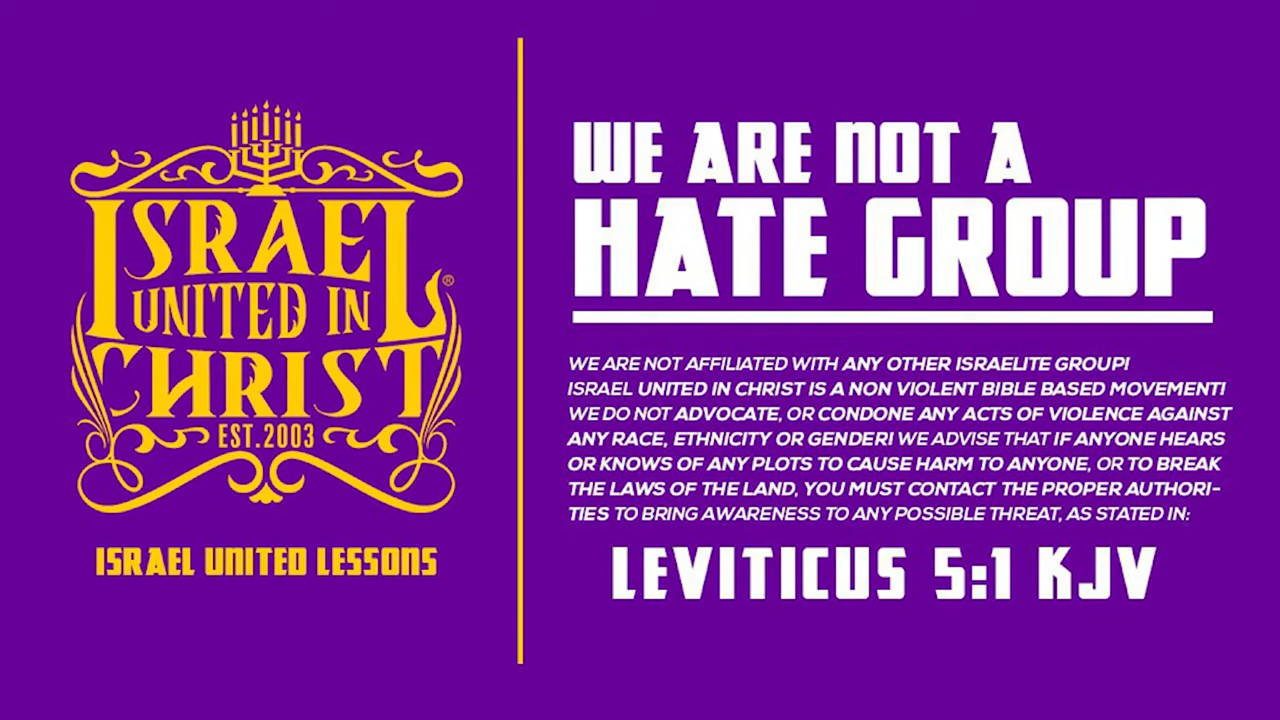 ISRAEL
UNITED IN
CHRIST
®
EST.2003
ISRAEL UNITED LESSONS
WE ARE NOT A
HATE GROUP
WE ARE NOT AFFILIATED WITH ANY OTHER ISRAELITE GROUP!
ISRAEL UNITED IN CHRIST IS A NON VIOLENT BIBLE BASED MOVEMENT!
WE DO NOT ADVOCATE, OR CONDONE ANY ACTS OF VIOLENCE AGAINST
ANY RACE, ETHNICITY OR GENDER! WE ADVISE THAT IF ANYONE HEARS
OR KNOWS OF ANY PLOTS TO CAUSE HARM TO ANYONE, OR TO BREAK
THE LAWS OF THE LAND, YOU MUST CONTACT THE PROPER AUTHORI-
TIES TO BRING AWARENESS TO ANY POSSIBLE THREAT, AS STATED IN:
LEVITICUS 5:1 KJV